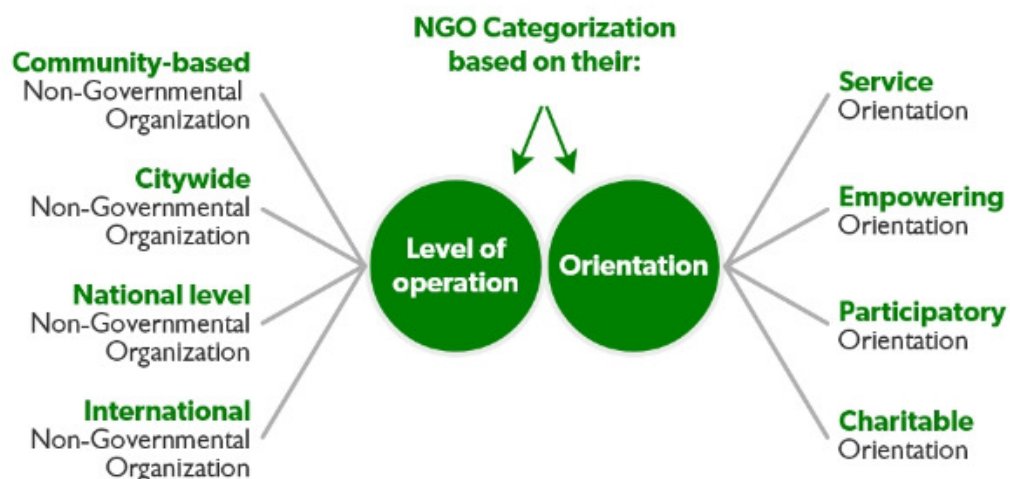 NGO Categorization
based on their:
Community-based
Non-Governmental
Organization
Citywide
Non-Governmental
Organization
National level
Non-Governmental
Organization
International
Non-Governmental
Organization
Level of
operation
Orientation
Service
Orientation
Empowering
Orientation
Participatory
Orientation
Charitable
Orientation